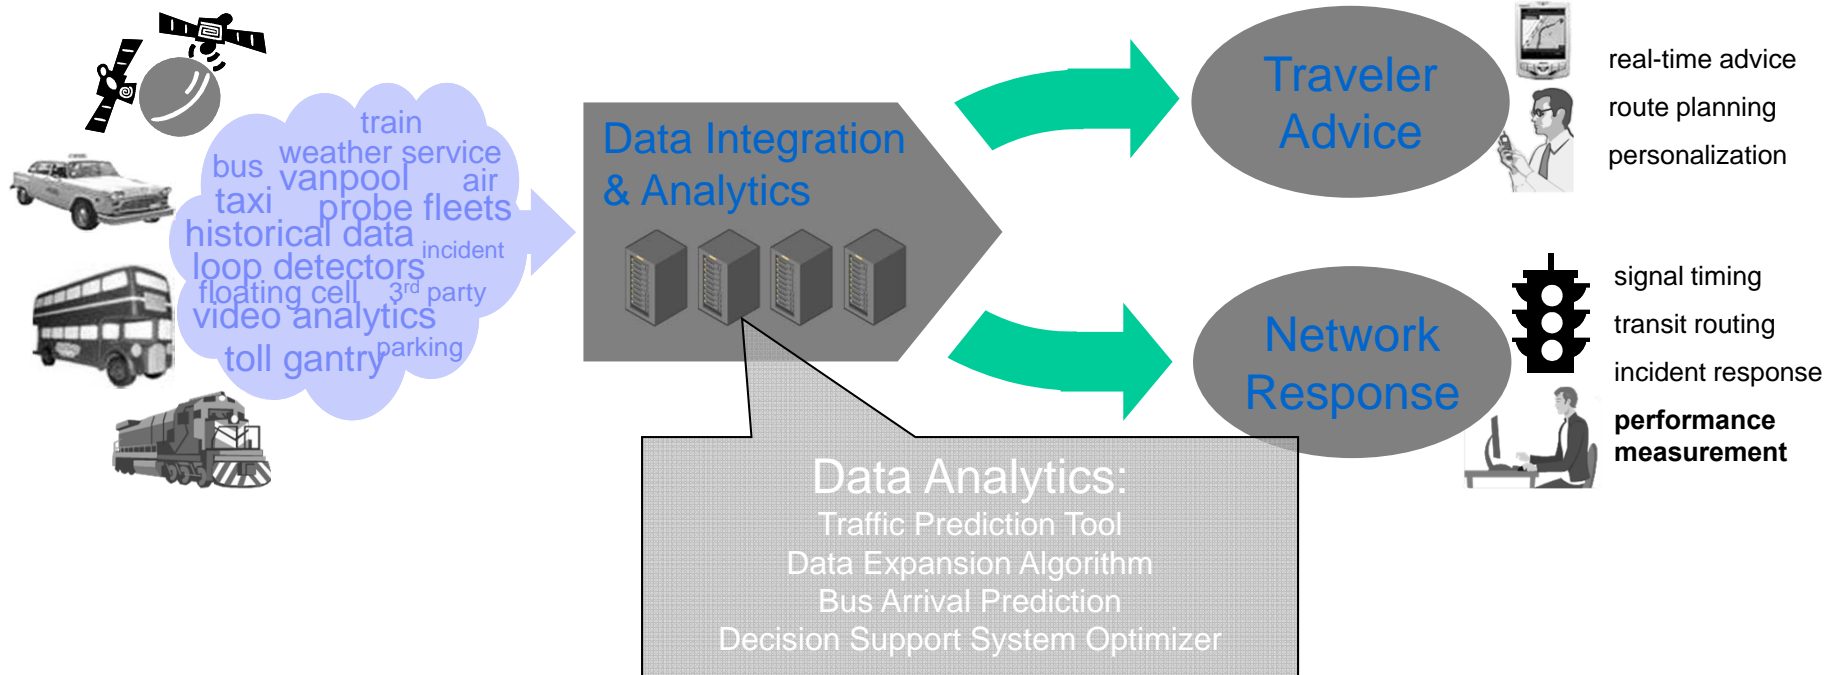 train
weather service
bus
vanpool
air
taxi
probe fleets
historical data
incident
loop detectors
floating cell
3rd party
video analytics
parking
toll gantry
Data Integration
& Analytics
Traveler
Advice
real-time advice
route planning
personalization
Network
Response
signal timing
transit routing
incident response
performance
measurement
Data Analytics:
Traffic Prediction Tool
Data Expansion Algorithm
Bus Arrival Prediction
Decision Support System Optimizer